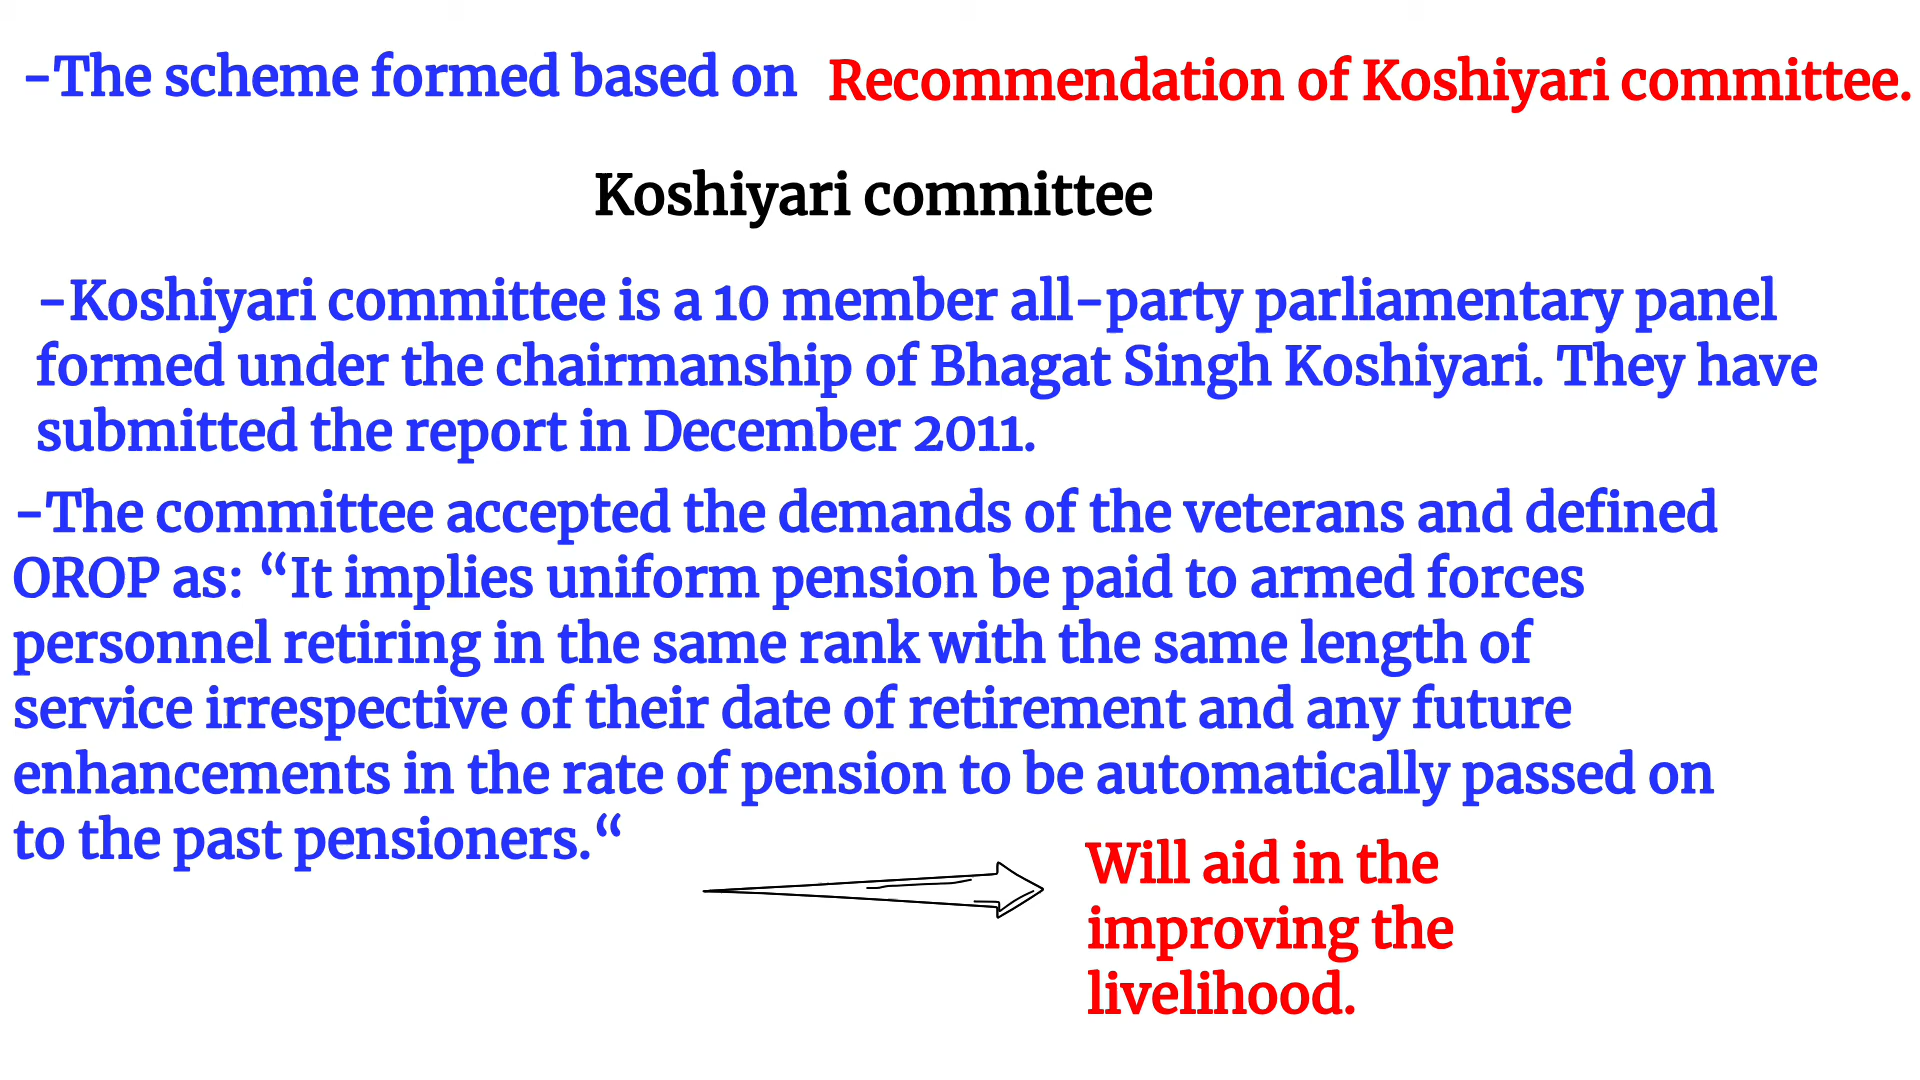 -The scheme formed based on Recommendation of Koshiyari committee.
Koshiyari committee
-Koshiyari committee is a 10 member all-party parliamentary panel
formed under the chairmanship of Bhagat Singh Koshiyari. They have
submitted the report in December 2011.
-The committee accepted the demands of the veterans and defined
OROP as: “It implies uniform pension be paid to armed forces
personnel retiring in the same rank with the same length of
service irrespective of their date of retirement and any future
enhancements in the rate of pension to be automatically passed on
to the past pensioners.“
Will aid in the
improving the
livelihood.